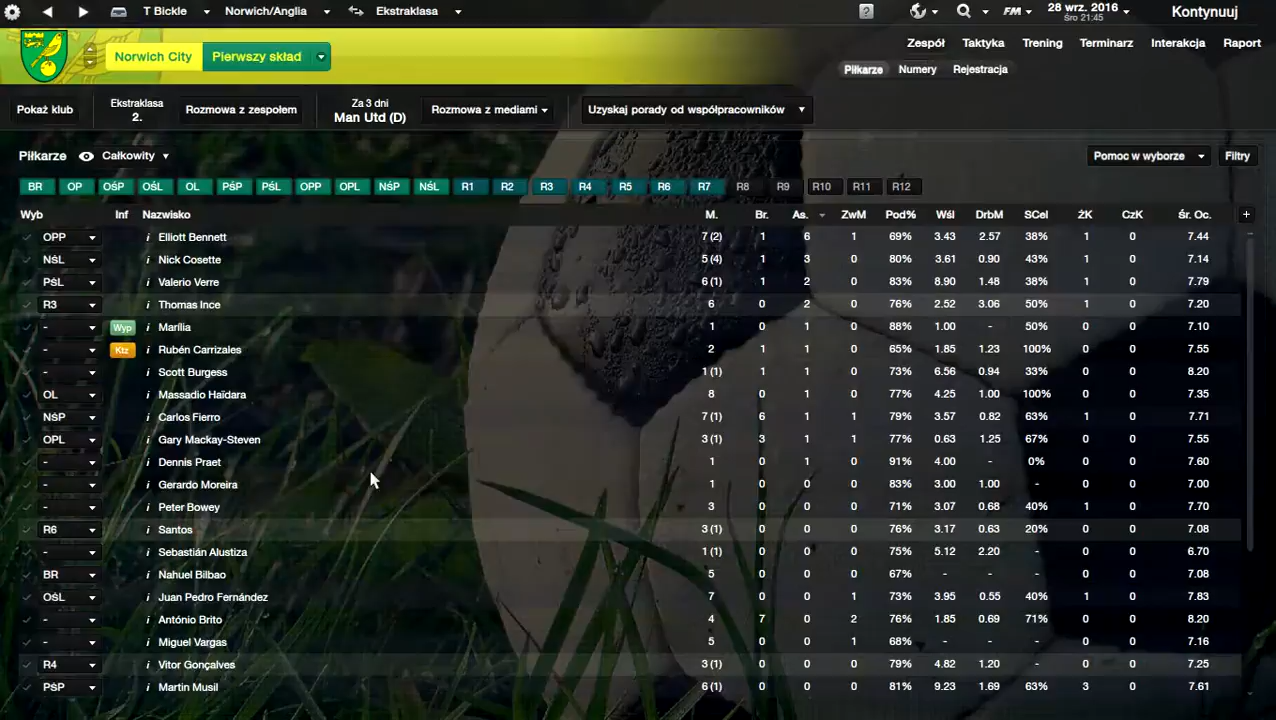 T Bickle Norwich/Anglia Ekstraklasa ? FM 28 wrz. 2016 Kontynuuj
Śro 21:45
Norwich City Pierwszy skład Zespół Taktyka Trening Terminarz Interakcja Raport
Piłkarze Numery Rejestracja
Pokaż klub Ekstraklasa 2. Rozmowa z zespołem Za 3 dni Man Utd (D) Rozmowa z mediami Uzyskaj porady od współpracowników
Piłkarze Całkowity Pomoc w wyborze Filtry
BR OP OŚP OŚL OL PŚP PŚL OPP OPL NŚP NŚL R1 R2 R3 R4 R5 R6 R7 R8 R9 R10 R11 R12
Wyb Inf Nazwisko M. Br. As. ZwM Pod% Wśl DrbM SCel ŻK CzK śr. Oc. +
OPP i Elliott Bennett 7 (2) 1 6 1 69% 3.43 2.57 38% 1 0 7.44
NŚL i Nick Cosette 5 (4) 1 3 0 80% 3.61 0.90 43% 1 0 7.14
PŚL i Valerio Verre 6 (1) 1 2 0 83% 8.90 1.48 38% 1 0 7.79
R3 i Thomas Ince 6 0 2 0 76% 2.52 3.06 50% 1 0 7.20
- Wyp i Marília 1 0 1 0 88% 1.00 - 50% 0 0 7.10
- Ktz i Rubén Carrizales 2 1 1 0 65% 1.85 1.23 100% 0 0 7.55
- i Scott Burgess 1 (1) 1 1 0 73% 6.56 0.94 33% 0 0 8.20
OL i Massadio Haïdara 8 0 1 0 77% 4.25 1.00 100% 0 0 7.35
NŚP i Carlos Fierro 7 (1) 6 1 1 79% 3.57 0.82 63% 1 0 7.71
OPL i Gary Mackay-Steven 3 (1) 3 1 1 77% 0.63 1.25 67% 0 0 7.55
- i Dennis Praet 1 0 1 0 91% 4.00 - 0% 0 0 7.60
- i Gerardo Moreira 1 0 0 0 83% 3.00 1.00 - 0 0 7.00
- i Peter Bowey 3 0 0 0 71% 3.07 0.68 40% 1 0 7.70
R6 i Santos 3 (1) 0 0 0 76% 3.17 0.63 20% 0 0 7.08
- i Sebastián Alustiza 1 (1) 0 0 0 75% 5.12 2.20 - 0 0 6.70
BR i Nahuel Bilbao 5 0 0 0 67% - - - 0 0 7.08
OŚL i Juan Pedro Fernández 7 0 0 1 73% 3.95 0.55 40% 1 0 7.83
- i António Brito 4 7 0 2 76% 1.85 0.69 71% 0 0 8.20
- i Miguel Vargas 5 0 0 1 68% - - - 0 0 7.16
R4 i Vitor Gonçalves 3 (1) 0 0 0 79% 4.82 1.20 - 0 0 7.25
PŚP i Martin Musil 6 (1) 0 0 0 81% 9.23 1.69 63% 3 0 7.61